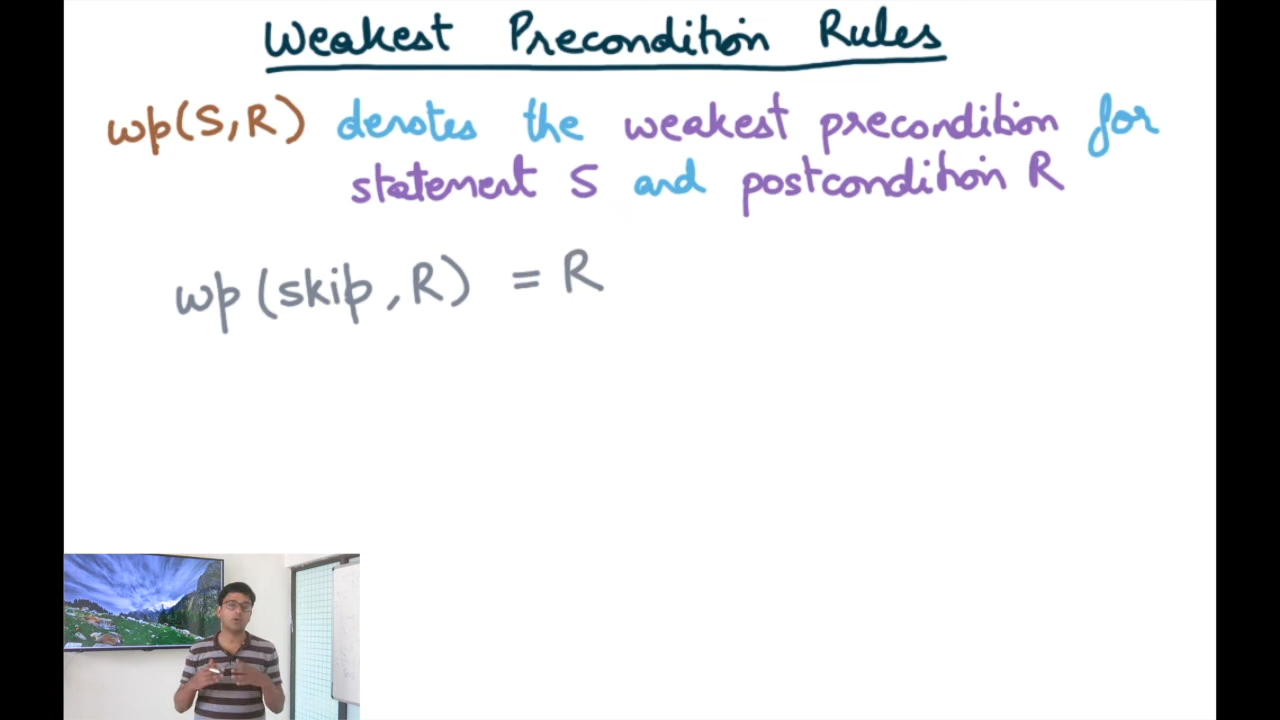 Weakest Precondition Rules
wp(S,R) denotes the weakest precondition for
statement S and postcondition R
wp(skip,R) = R